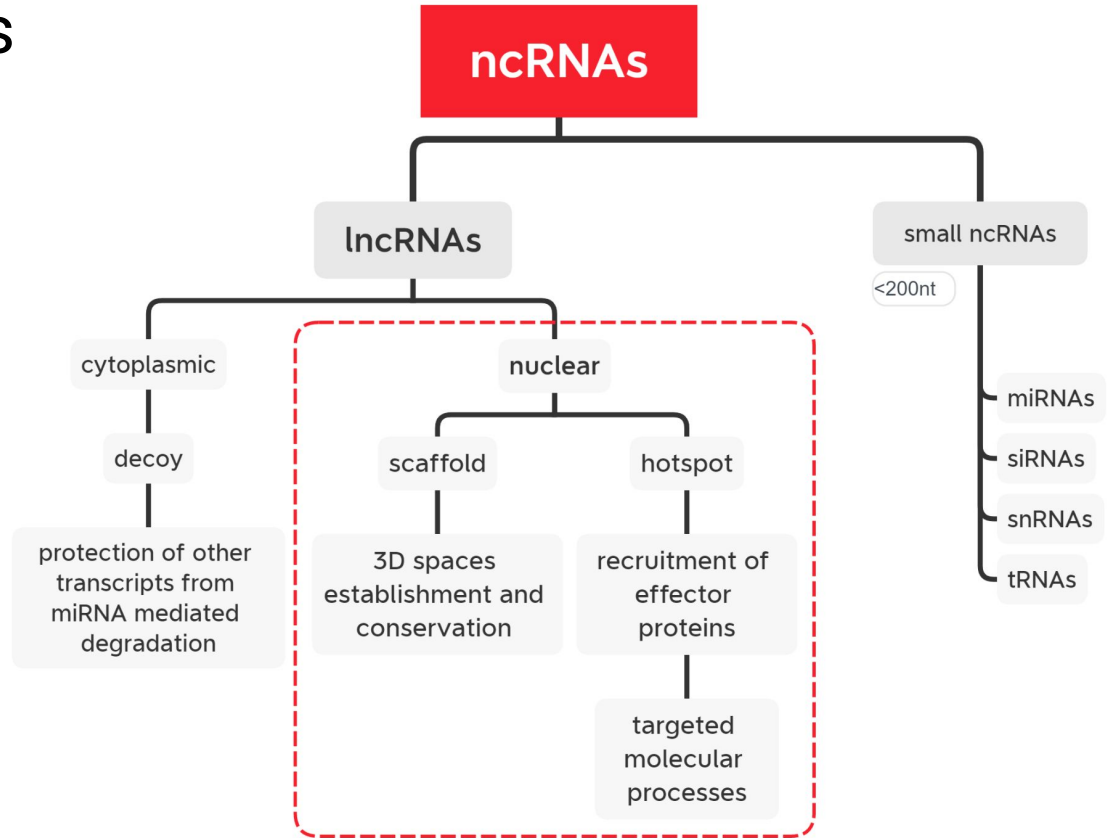 s
ncRNAs
lncRNAs
small ncRNAs
<200nt
cytoplasmic
nuclear
decoy
scaffold
hotspot
protection of other
transcripts from
miRNA mediated
degradation
3D spaces
establishment and
conservation
recruitment of
effector
proteins
targeted
molecular
processes
miRNAs
siRNAs
snRNAs
tRNAs